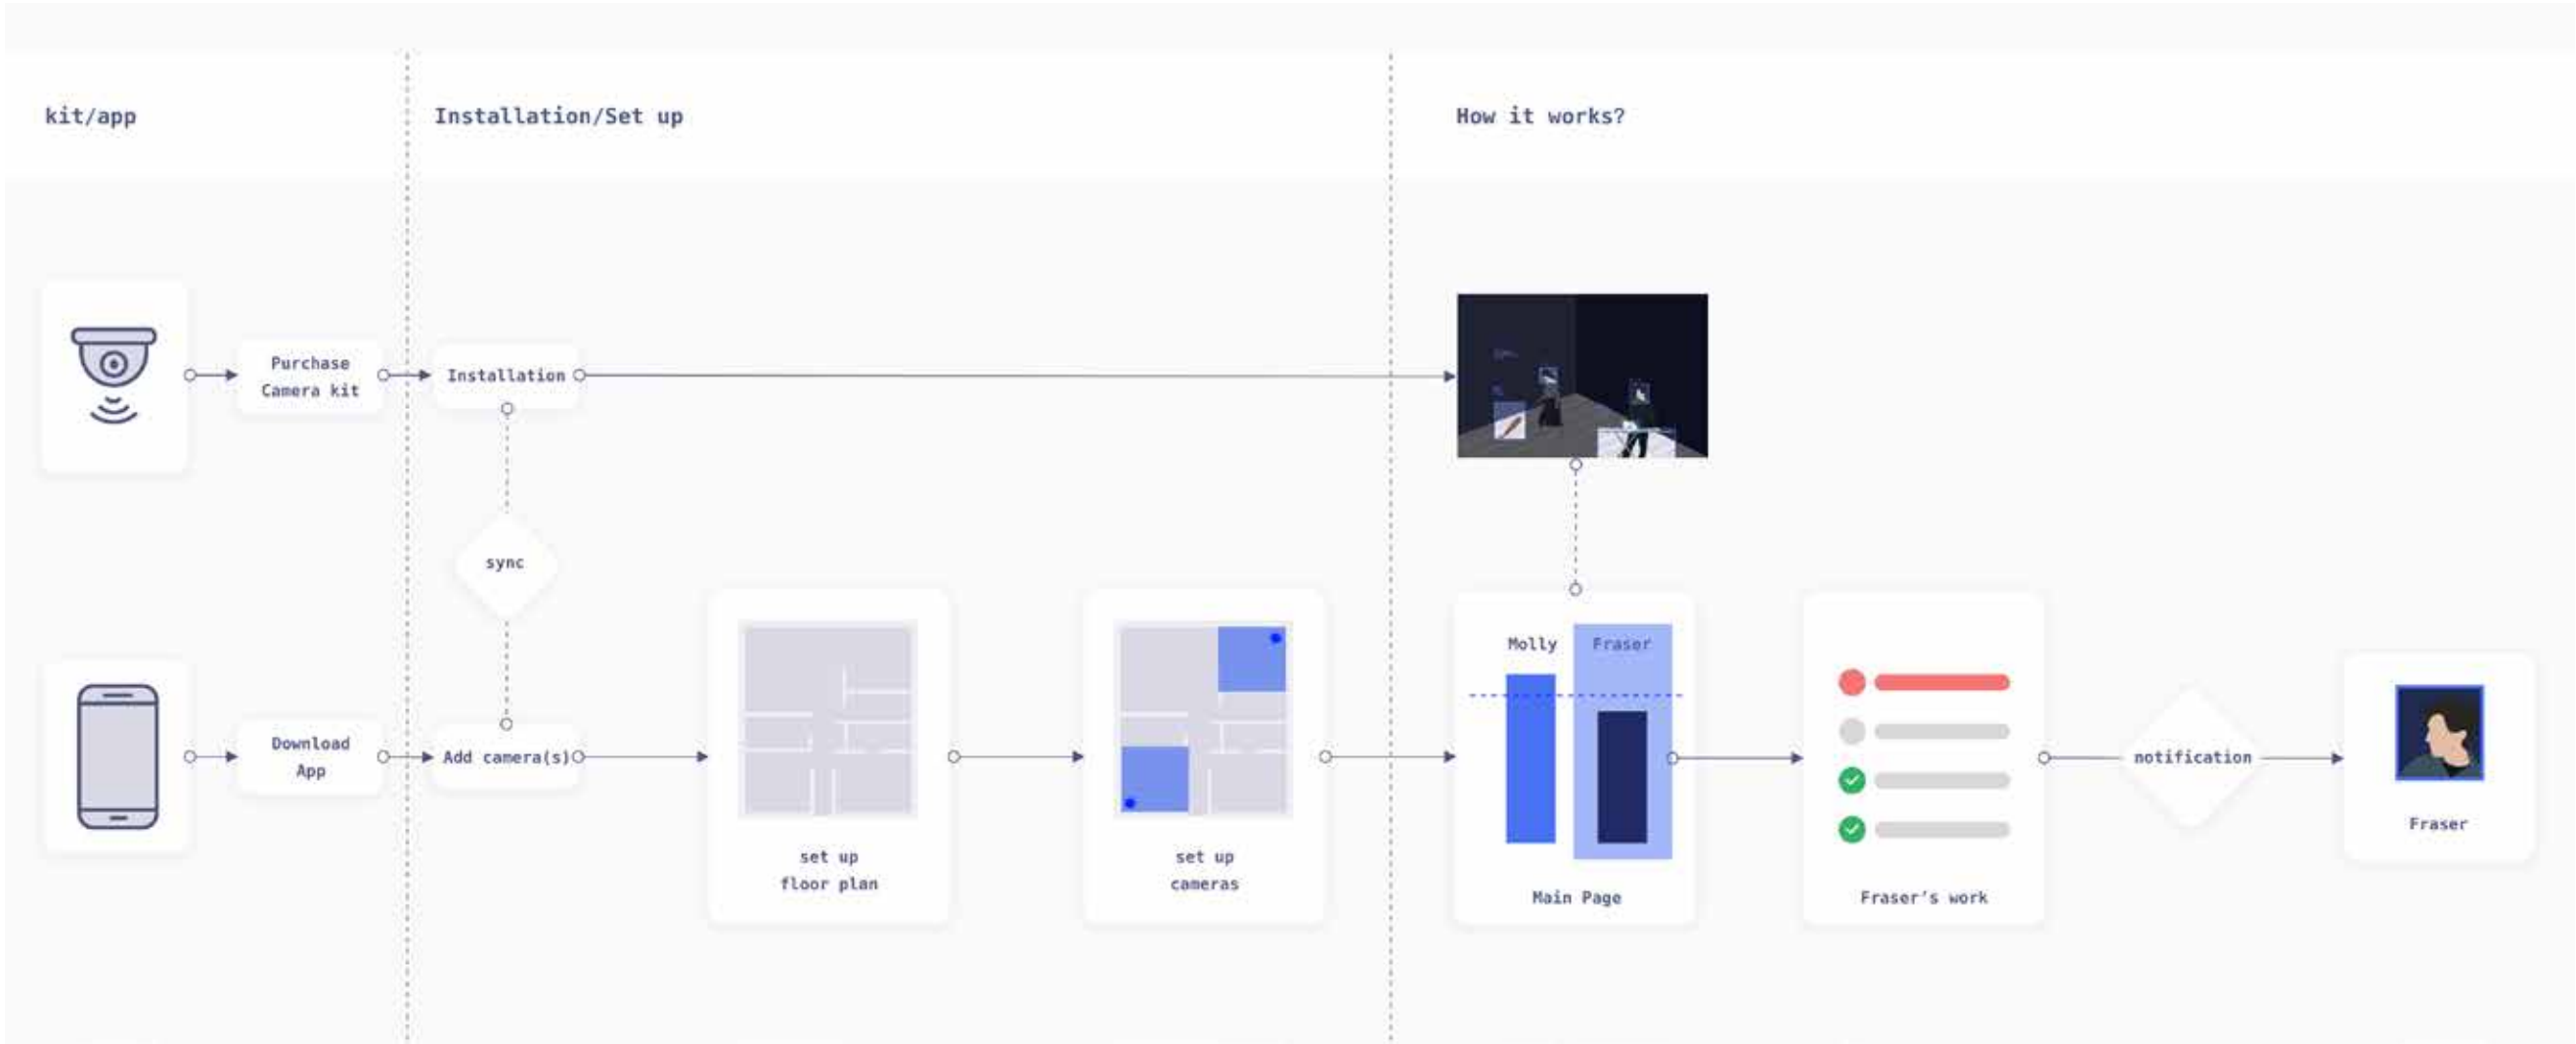 kit/app
Installation/Set up
How it works?
Purchase
Camera kit
Installation
sync
Download
App
Add camera(s)
set up
floor plan
set up
cameras
Molly
Fraser
Main Page
Fraser’s work
notification
Fraser